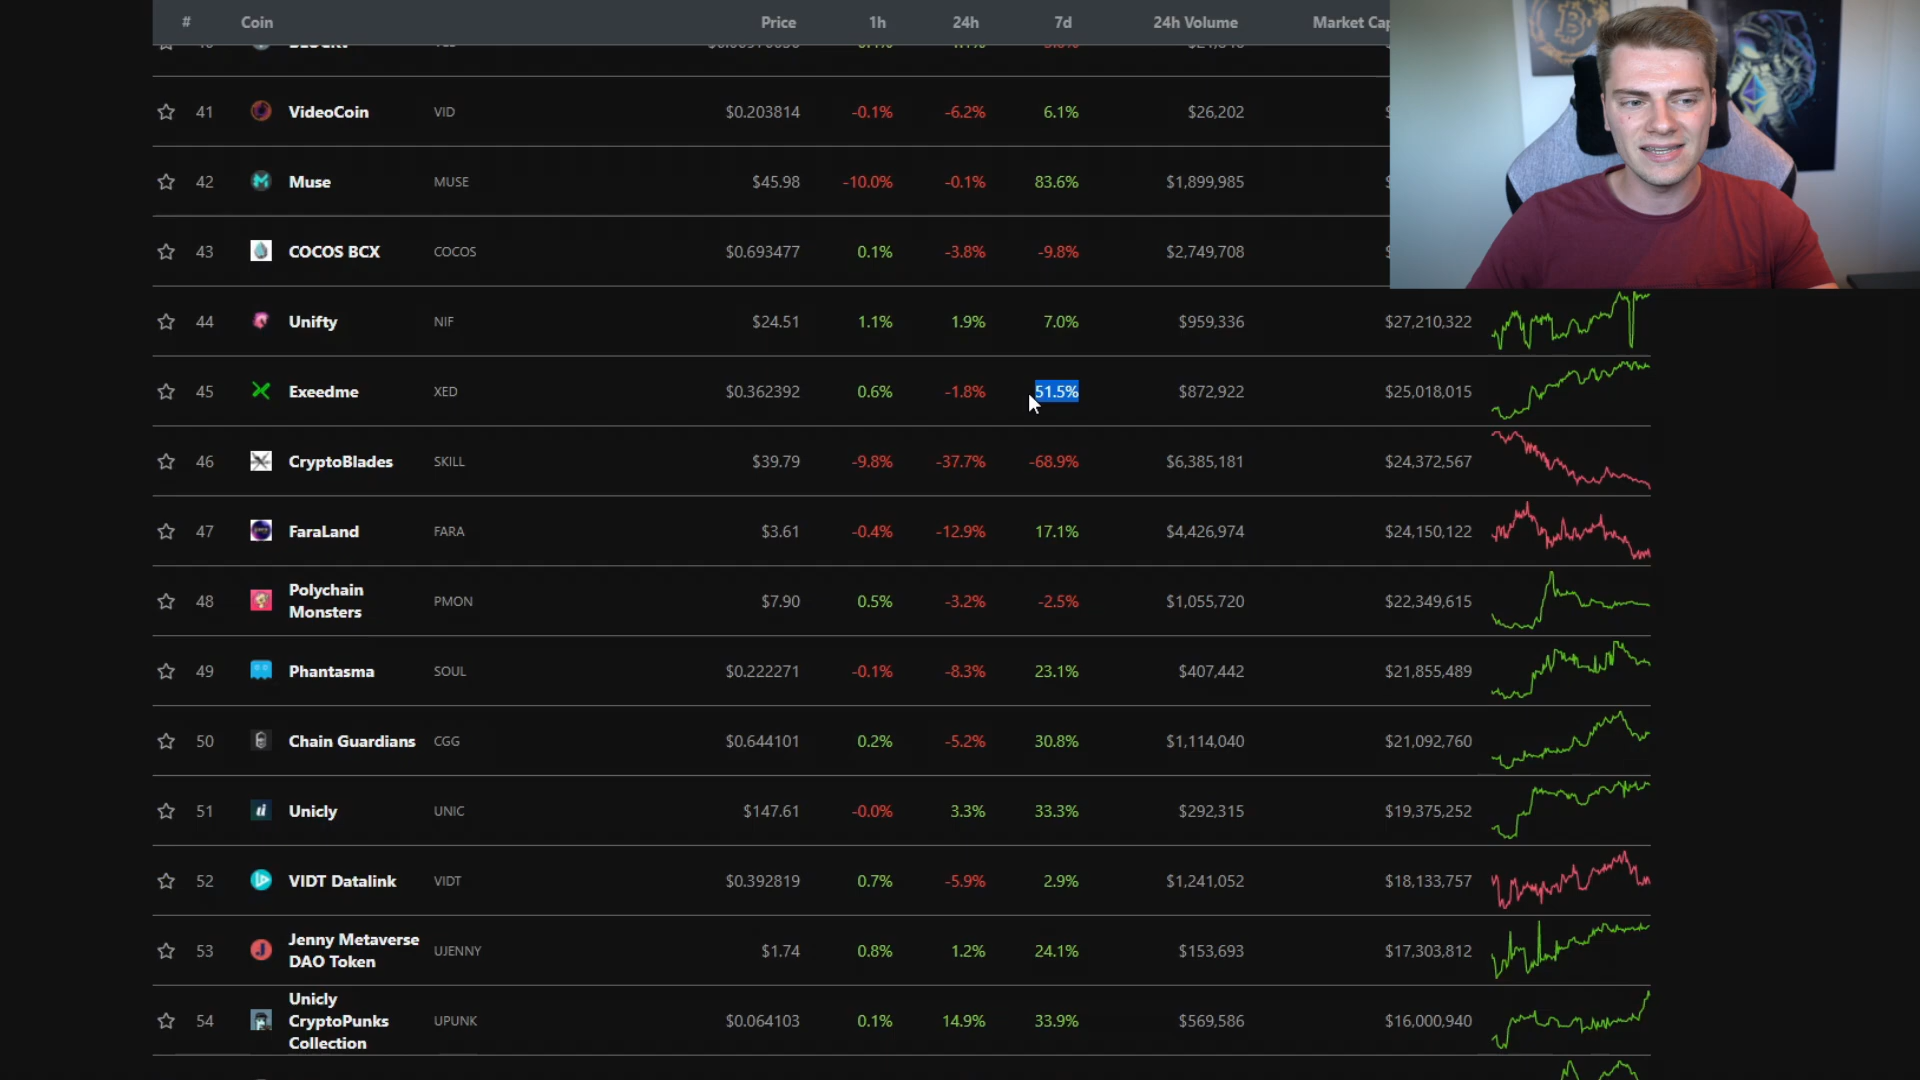 # Coin Price 1h 24h 7d 24h Volume Market Cap
41 VideoCoin VID $0.203814 -0.1% -6.2% 6.1% $26,202
42 Muse MUSE $45.98 -10.0% -0.1% 83.6% $1,899,985
43 COCOS BCX COCOS $0.693477 0.1% -3.8% -9.8% $2,749,708
44 Unifty NIF $24.51 1.1% 1.9% 7.0% $959,336 $27,210,322
45 Exeedme XED $0.362392 0.6% -1.8% 51.5% $872,922 $25,018,015
46 CryptoBlades SKILL $39.79 -9.8% -37.7% -68.9% $6,385,181 $24,372,567
47 FaraLand FARA $3.61 -0.4% -12.9% 17.1% $4,426,974 $24,150,122
48 Polychain
Monsters PMON $7.90 0.5% -3.2% -2.5% $1,055,720 $22,349,615
49 Phantasma SOUL $0.222271 -0.1% -8.3% 23.1% $407,442 $21,855,489
50 Chain Guardians CGG $0.644101 0.2% -5.2% 30.8% $1,114,040 $21,092,760
51 Unicly UNIC $147.61 -0.0% 3.3% 33.3% $292,315 $19,375,252
52 VIDT Datalink VIDT $0.392819 0.7% -5.9% 2.9% $1,241,052 $18,133,757
53 Jenny Metaverse
DAO Token UJENNY $1.74 0.8% 1.2% 24.1% $153,693 $17,303,812
54 Unicly
CryptoPunks
Collection UPUNK $0.064103 0.1% 14.9% 33.9% $569,586 $16,000,940